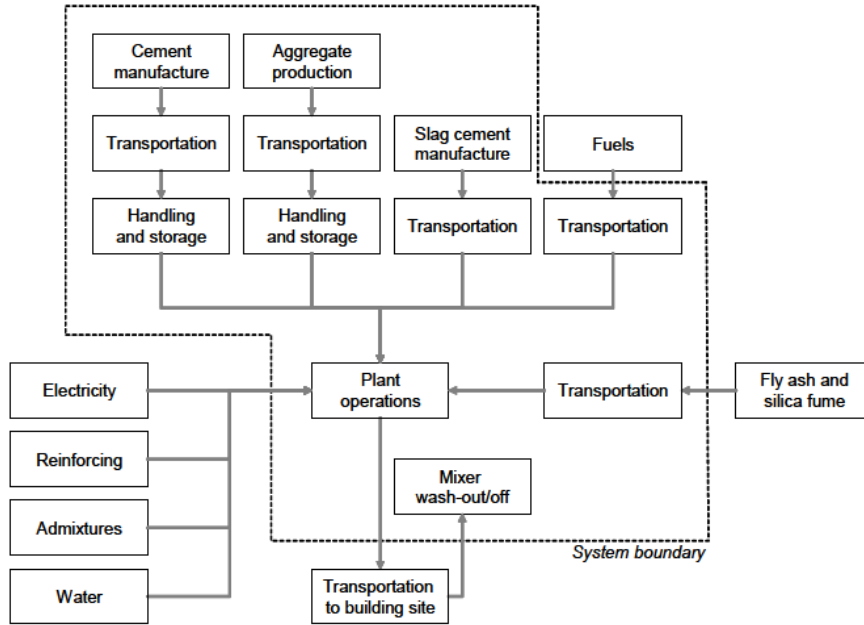 Cement
manufacture
Aggregate
production
Transportation
Transportation
Slag cement
manufacture
Fuels
Handling
and storage
Handling
and storage
Transportation
Transportation
Electricity
Plant
operations
Transportation
Fly ash and
silica fume
Reinforcing
Mixer
wash-out/off
Admixtures
System boundary
Water
Transportation
to building site